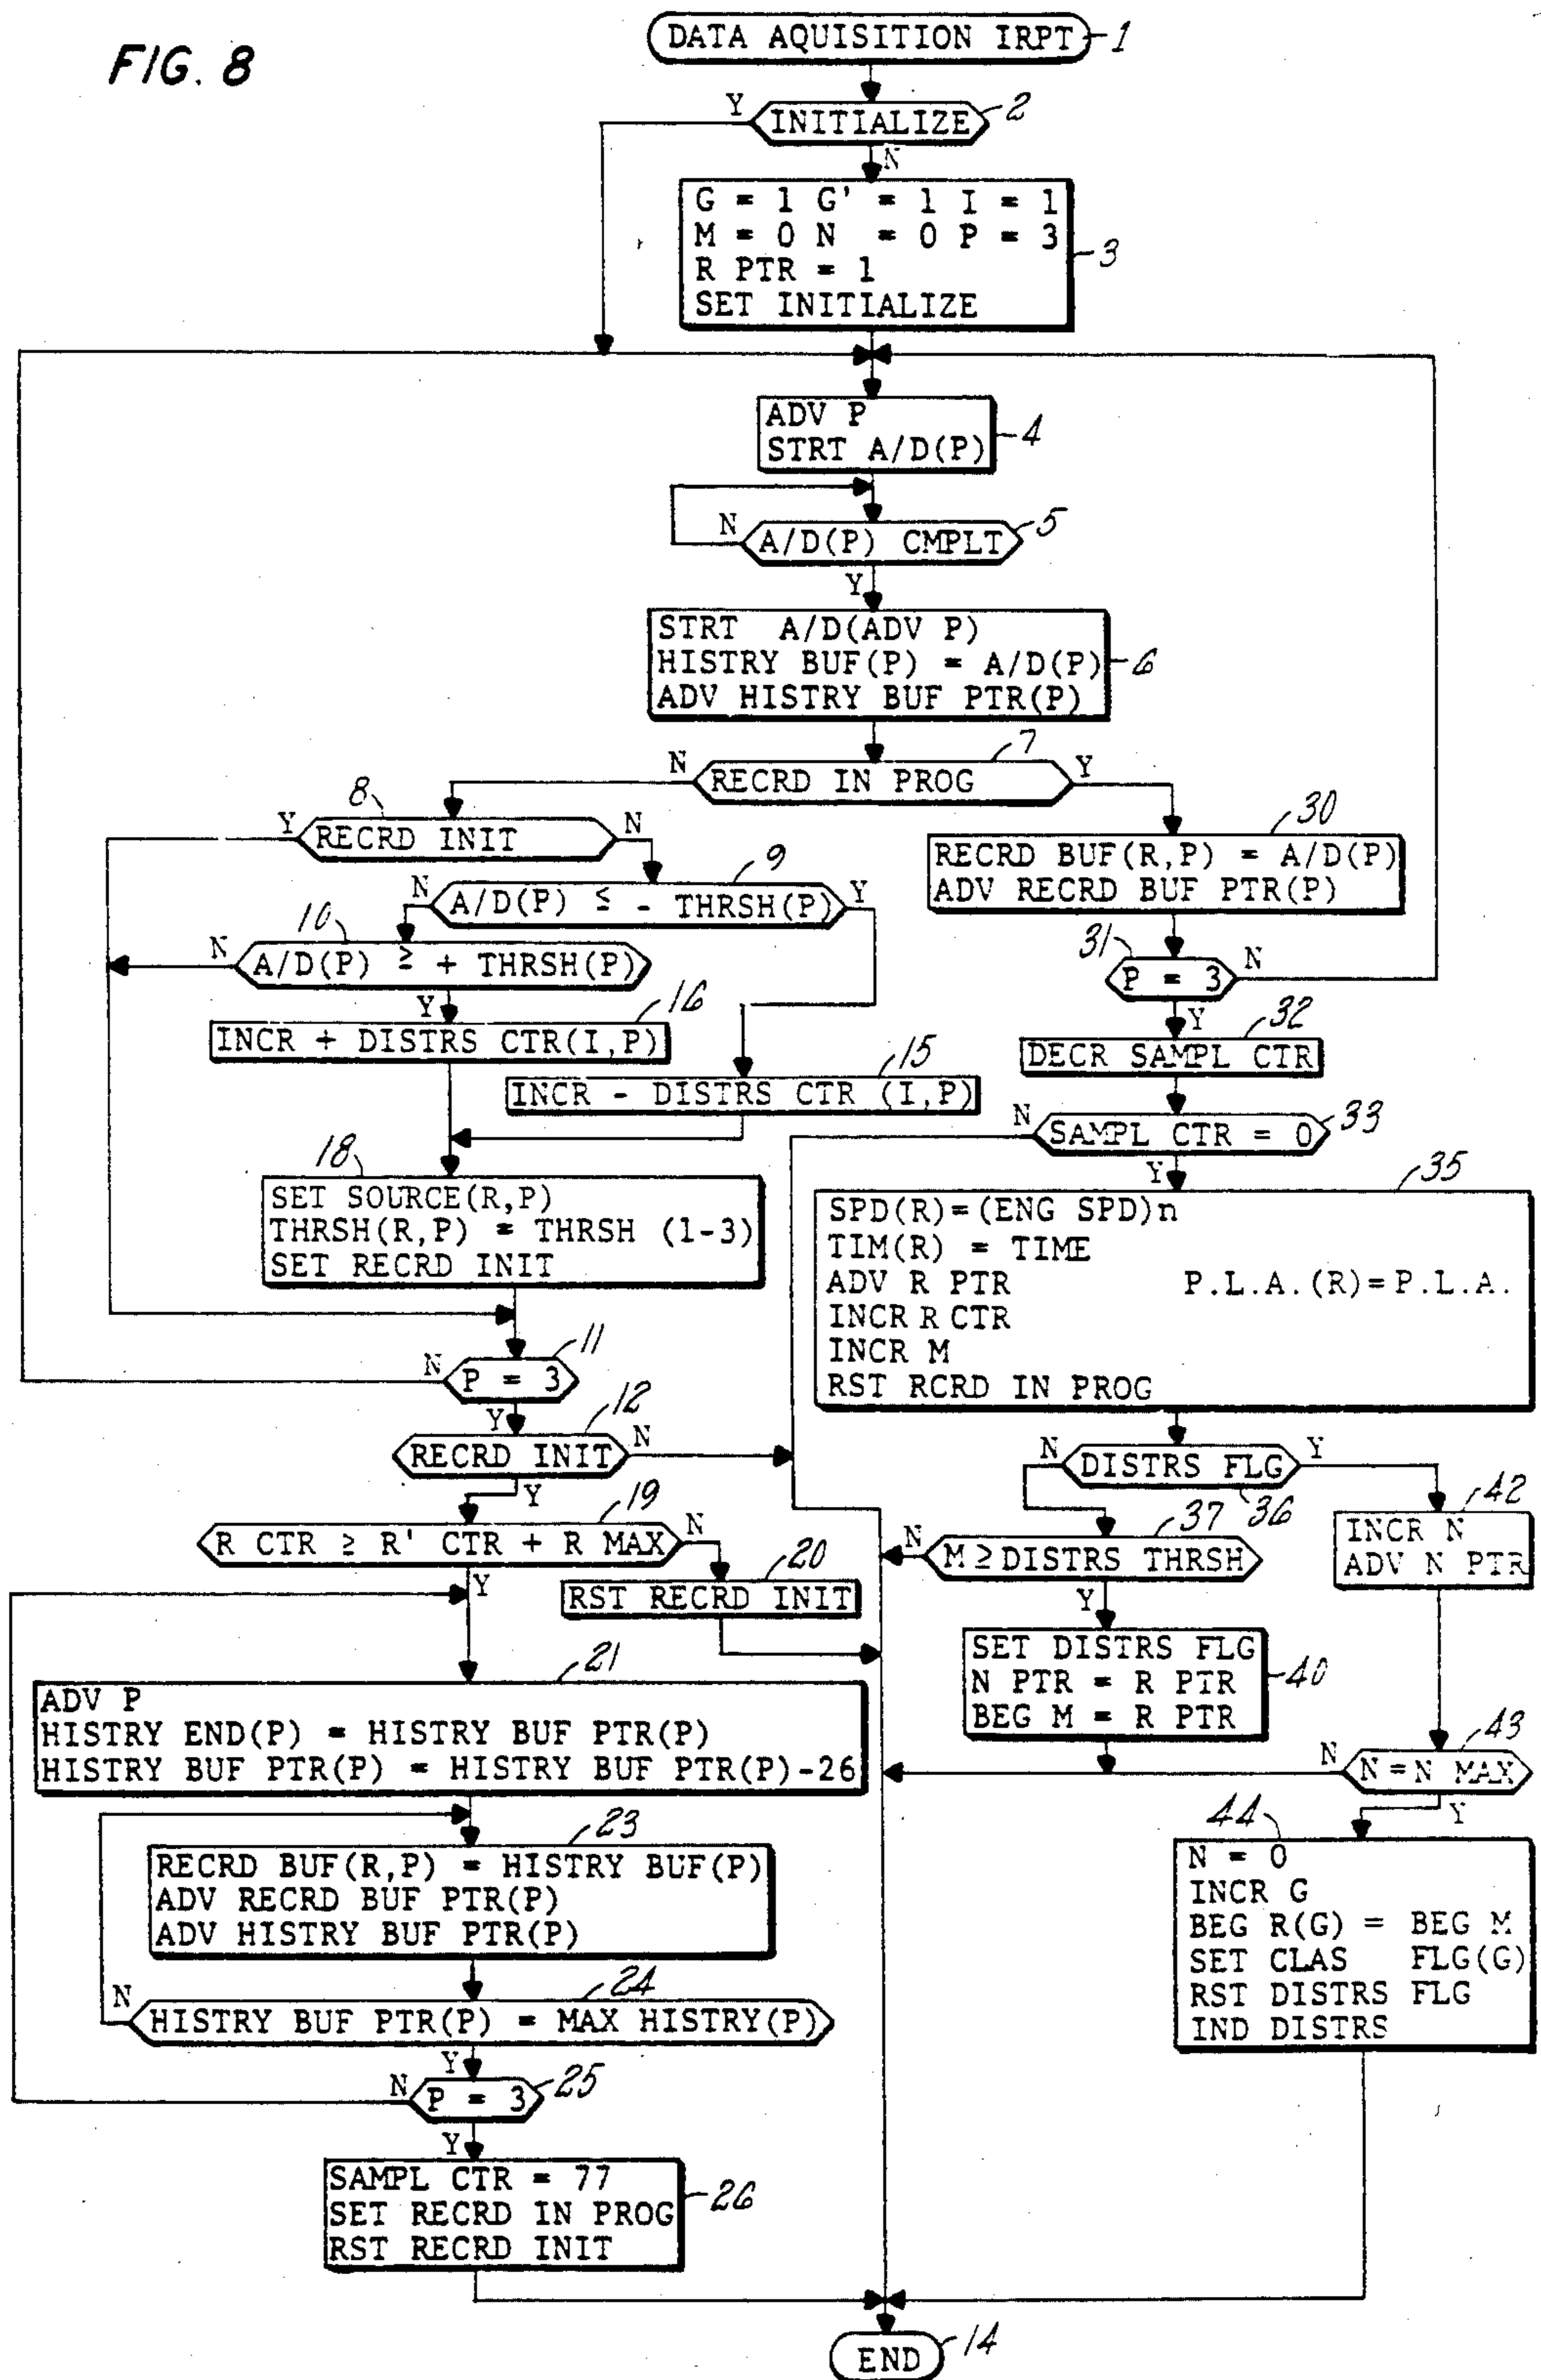 FIG. 8
DATA AQUISITION IRPT
1
Y
INITIALIZE
2
N
G = 1 G' = 1 I = 1
M = 0 N = 0 P = 3
R PTR = 1
SET INITIALIZE
3
ADV P
STRT A/D(P)
4
N
A/D(P) CMPLT
5
Y
STRT A/D(ADV P)
HISTRY BUF(P) = A/D(P)
ADV HISTRY BUF PTR(P)
6
N
RECRD IN PROG
7
Y
8
Y
RECRD INIT
N
9
N
A/D(P) ≤ - THRSH(P)
Y
10
N
A/D(P) ≥ + THRSH(P)
Y
16
INCR + DISTRS CTR(I,P)
15
INCR - DISTRS CTR (I,P)
18
SET SOURCE(R,P)
THRSH(R,P) = THRSH (1-3)
SET RECRD INIT
11
N
P = 3
Y
12
RECRD INIT
N
Y
19
R CTR ≥ R' CTR + R MAX
N
Y
20
RST RECRD INIT
21
ADV P
HISTRY END(P) = HISTRY BUF PTR(P)
HISTRY BUF PTR(P) = HISTRY BUF PTR(P)-26
23
RECRD BUF(R,P) = HISTRY BUF(P)
ADV RECRD BUF PTR(P)
ADV HISTRY BUF PTR(P)
24
N
HISTRY BUF PTR(P) = MAX HISTRY(P)
Y
N
P = 3
25
Y
SAMPL CTR = 77
SET RECRD IN PROG
RST RECRD INIT
26
30
RECRD BUF(R,P) = A/D(P)
ADV RECRD BUF PTR(P)
31
P = 3
N
Y
32
DECR SAMPL CTR
N
SAMPL CTR = 0
33
Y
35
SPD(R)=(ENG SPD)n
TIM(R) = TIME
ADV R PTR P.L.A.(R)=P.L.A.
INCR R CTR
INCR M
RST RCRD IN PROG
N
DISTRS FLG
Y
36
37
N
M ≥ DISTRS THRSH
Y
SET DISTRS FLG
N PTR = R PTR
BEG M = R PTR
40
42
INCR N
ADV N PTR
43
N
N = N MAX
Y
44
N = 0
INCR G
BEG R(G) = BEG M
SET CLAS FLG(G)
RST DISTRS FLG
IND DISTRS
END
14